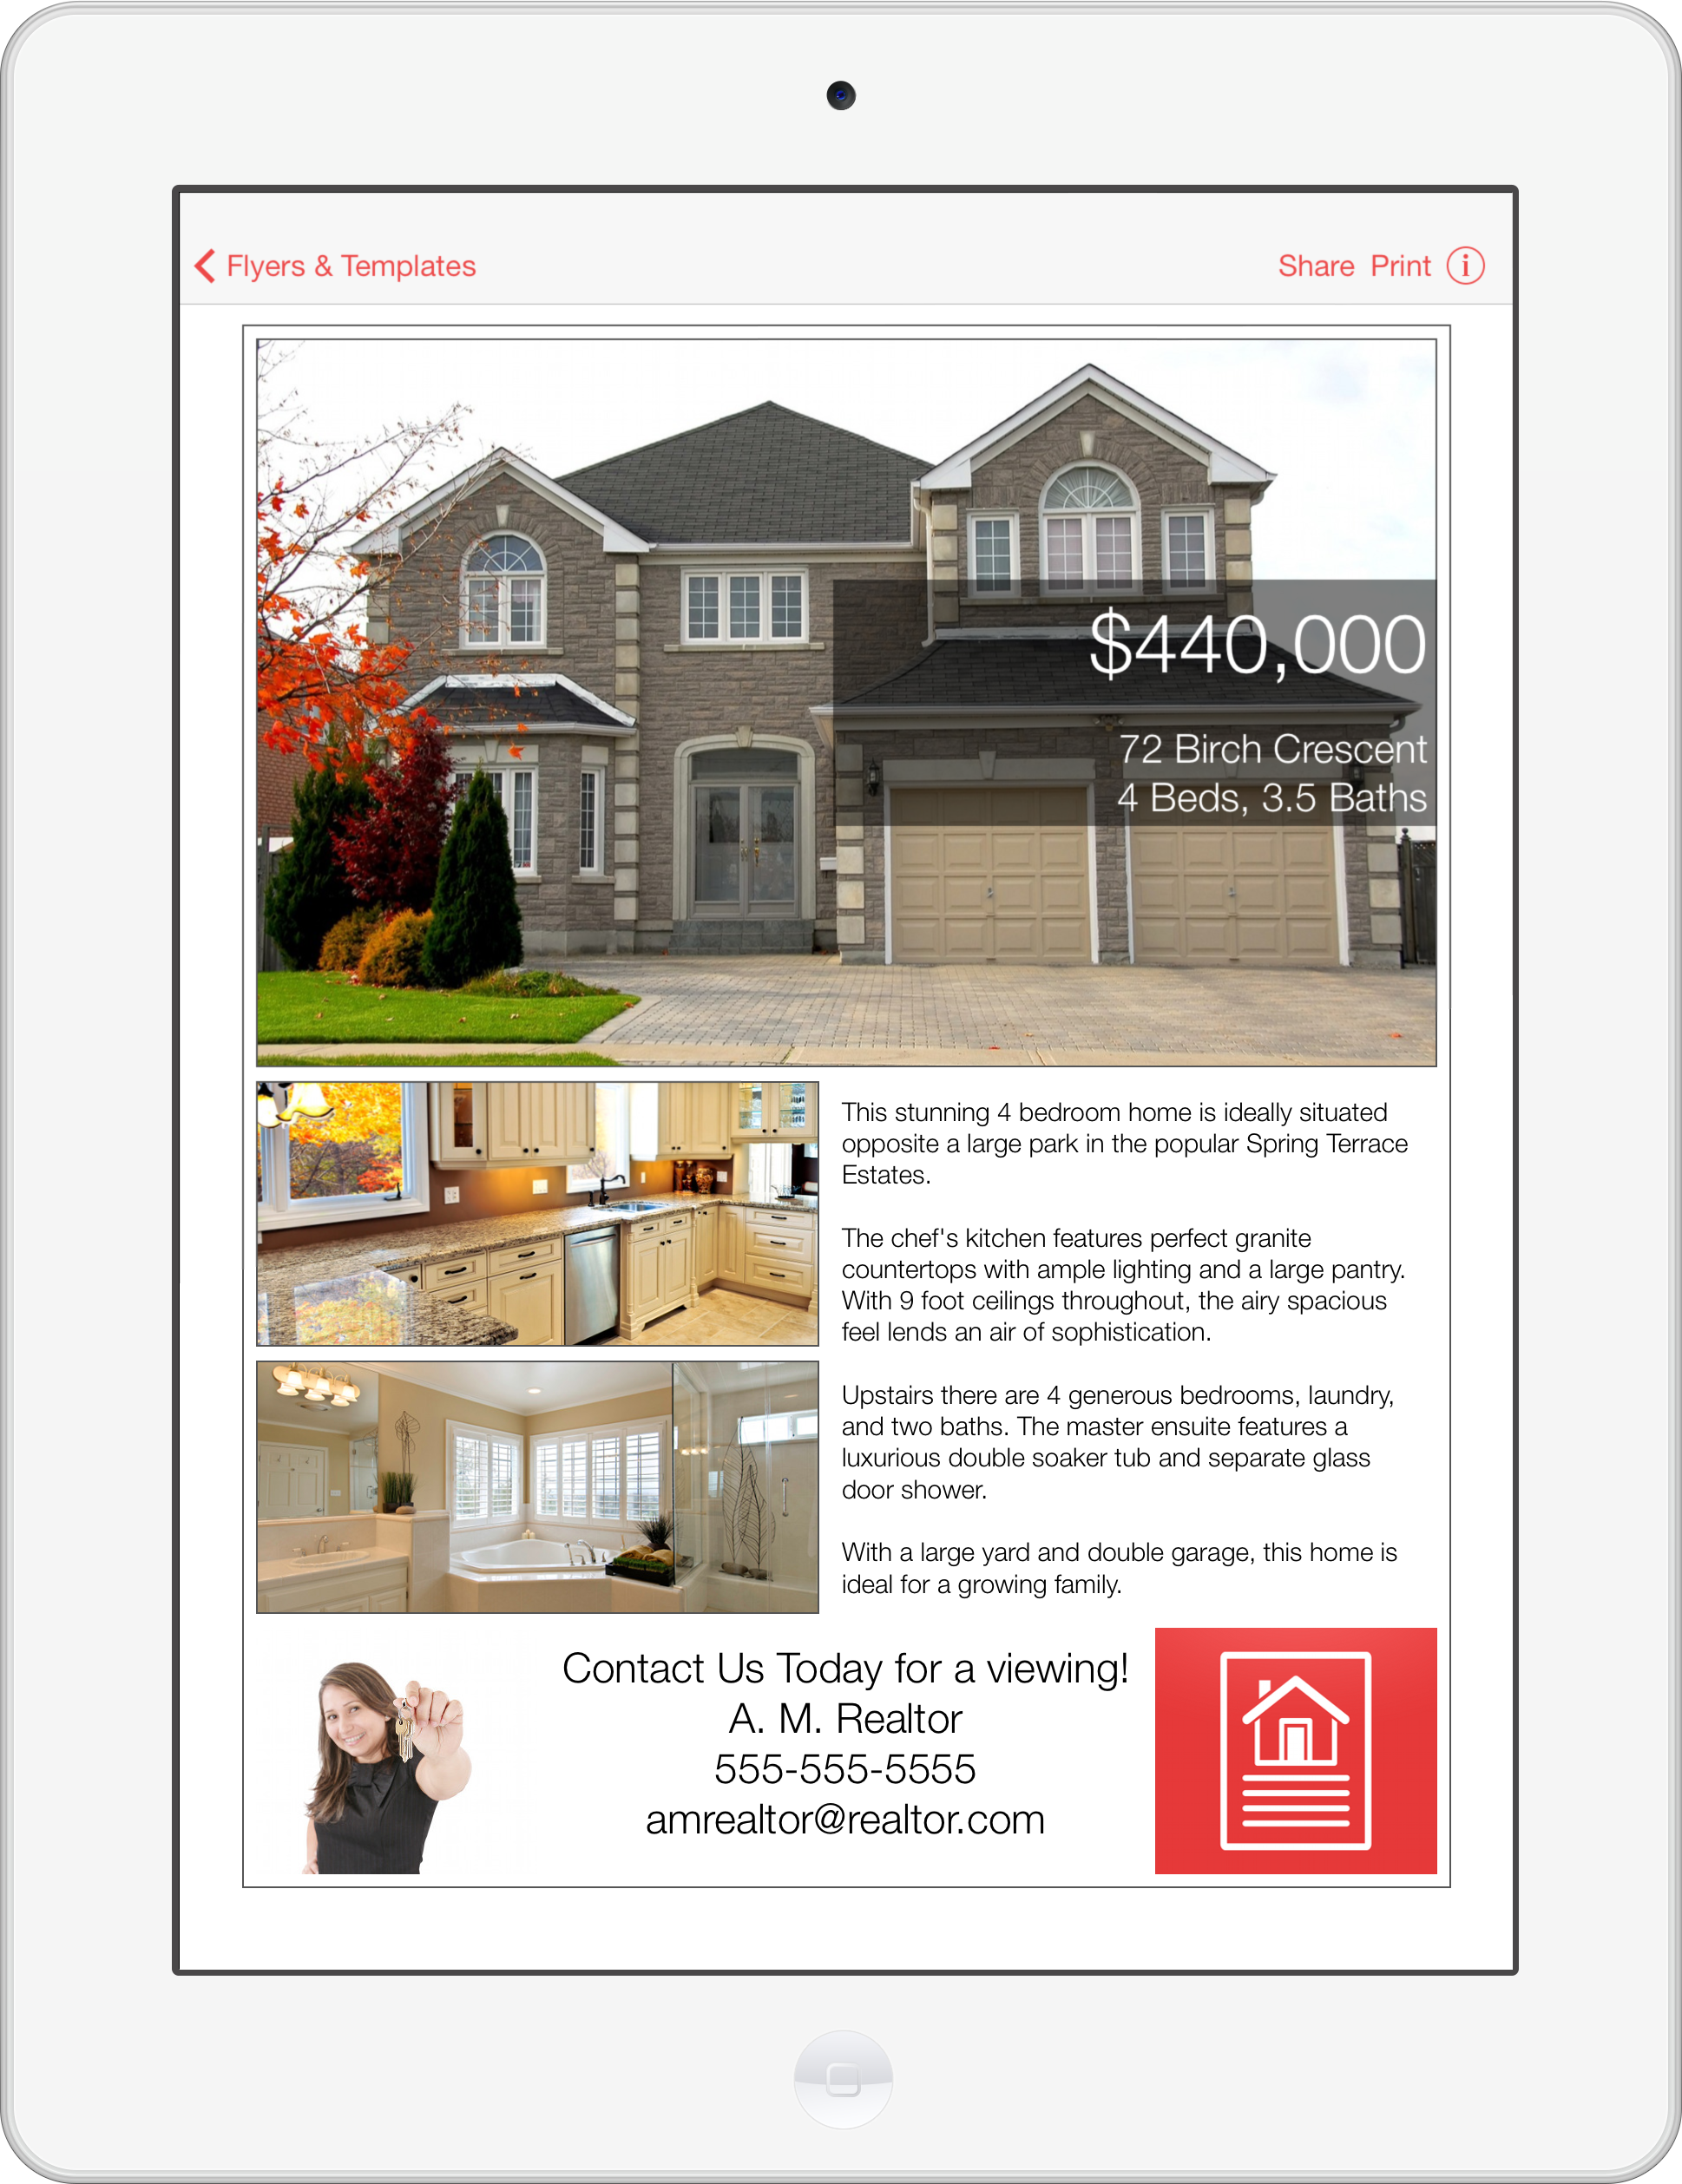 Flyers & Templates
Share Print
$440,000
72 Birch Crescent
4 Beds, 3.5 Baths
This stunning 4 bedroom home is ideally situated
opposite a large park in the popular Spring Terrace
Estates.
The chef's kitchen features perfect granite
countertops with ample lighting and a large pantry.
With 9 foot ceilings throughout, the airy spacious
feel lends an air of sophistication.
Upstairs there are 4 generous bedrooms, laundry,
and two baths. The master ensuite features a
luxurious double soaker tub and separate glass
door shower.
With a large yard and double garage, this home is
ideal for a growing family.
Contact Us Today for a viewing!
A. M. Realtor
555-555-5555
amrealtor@realtor.com